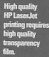 High quality
HP LaserJet
printing requires
high quality
transparency
film.